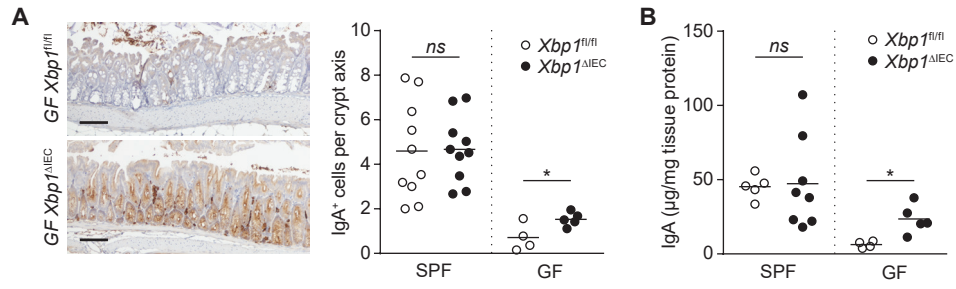 A
GF Xbp1fl/fl
GF Xbp1ΔIEC
IgA+ cells per crypt axis
10
8
6
4
2
0
ns
*
Xbp1fl/fl
Xbp1ΔIEC
SPF
GF
B
IgA (µg/mg tissue protein)
150
100
50
0
ns
*
Xbp1fl/fl
Xbp1ΔIEC
SPF
GF